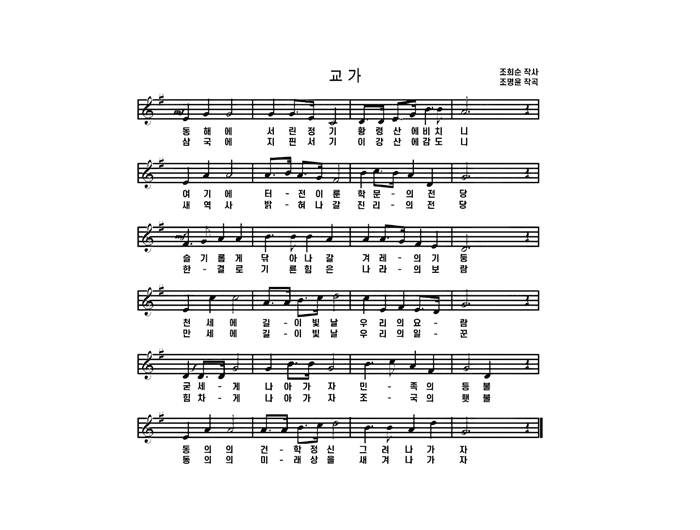 교 가
조희순 작사
조명윤 작곡
mf
동 해 에 서 린 정 기 황 령 산 에 비 치 니
삼 국 에 지 핀 서 기 이 강 산 에 감 도 니
여 기 에 터 - 전 이 룬 학 문 - 의 전 당
새 역 사 밝 - 혀 나 갈 진 리 - 의 전 당
mf
슬 기 롭 게 닦 아 나 갈 겨 레 - 의 기 둥
한 - 결 로 기 른 힘 은 나 라 - 의 보 람
천 세 에 길 - 이 빛 날 우 리 의 요 - 람
만 세 에 길 - 이 빛 날 우 리 의 일 - 꾼
f
굳 세 - 게 나 아 가 자 민 - 족 의 등 불
힘 차 - 게 나 아 가 자 조 - 국 의 횃 불
동 의 의 건 - 학 정 신 그 려 나 가 자
동 의 의 미 - 래 상 을 새 겨 나 가 자